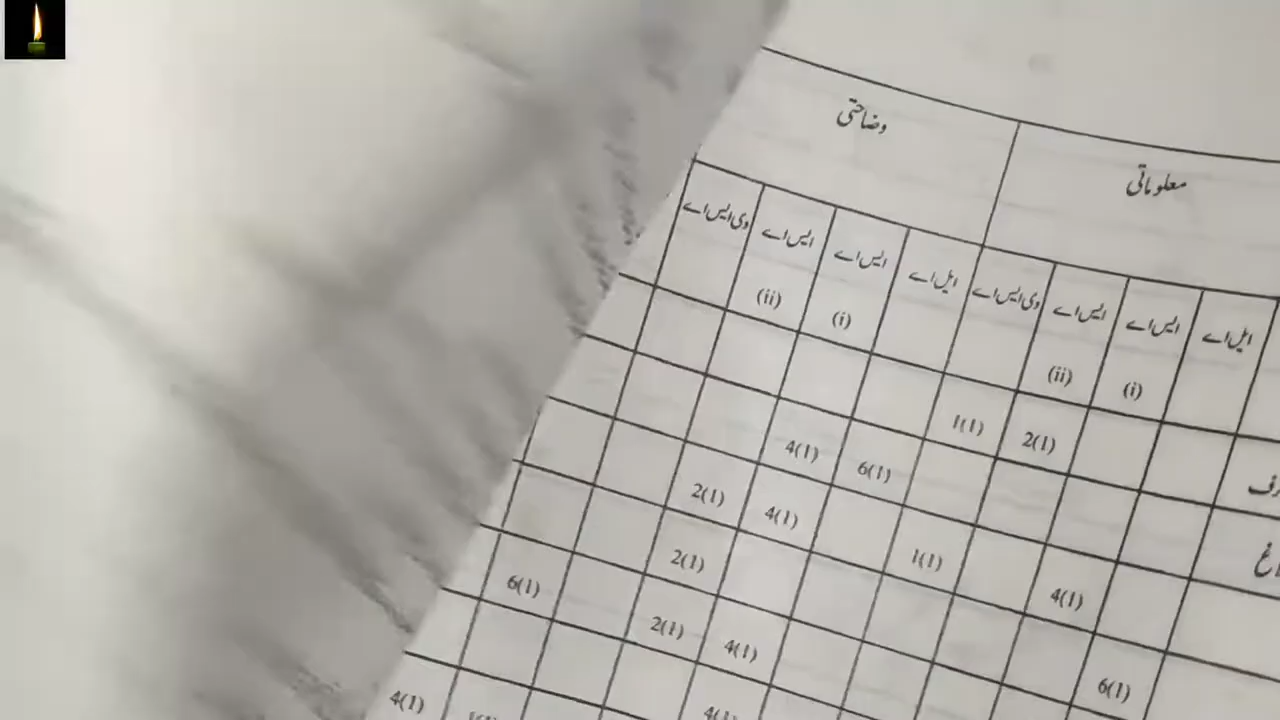 معلوماتی وضاحتی
ایل اے ایس اے ایس اے وی ایس اے ایل اے ایس اے ایس اے وی ایس اے
(i) (ii) (i) (ii)
2(1) 1(1)
6(1) 4(1)
4(1) 1(1) 4(1) 2(1)
6(1) 2(1)
4(1) 2(1) 6(1)
4(1)
4(1)